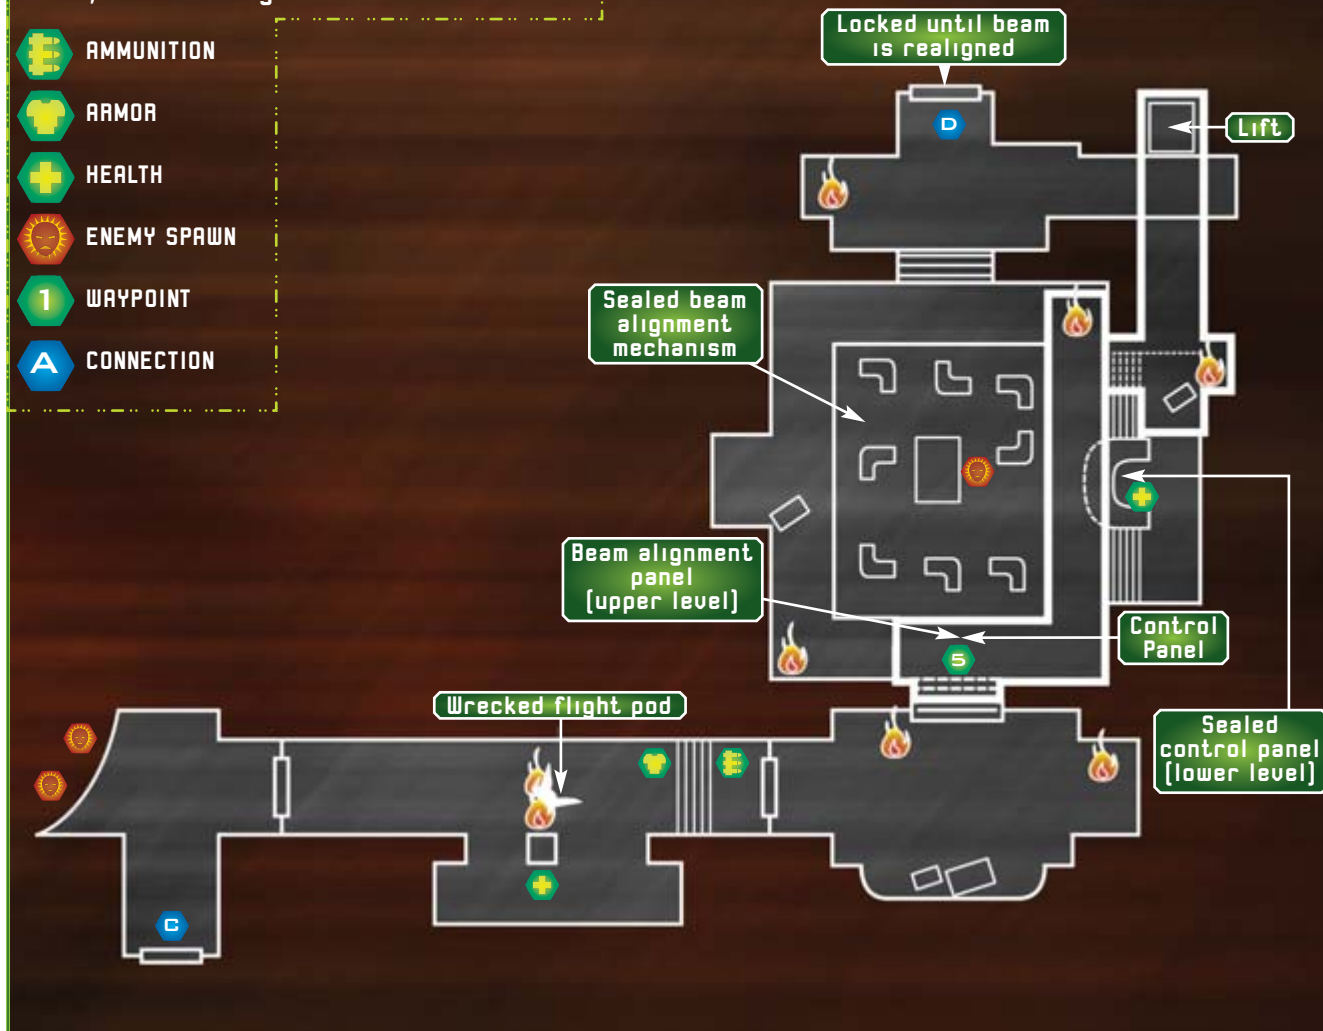 AMMUNITION
ARMOR
HEALTH
ENEMY SPAWN
1 WAYPOINT
A CONNECTION
Locked until beam
is realigned
D
Lift
Sealed beam
alignment
mechanism
Beam alignment
panel
(upper level)
Control
Panel
5
Wrecked flight pod
Sealed
control panel
(lower level)
C